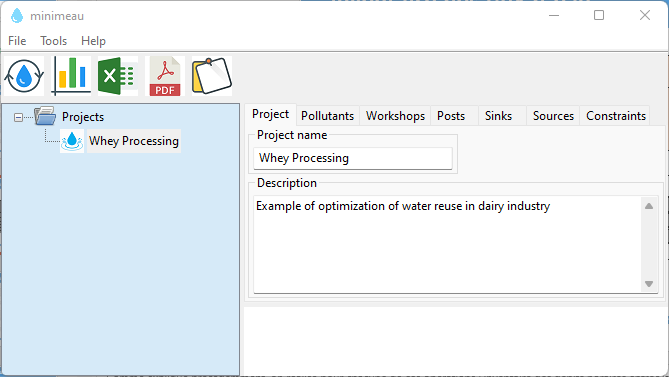 minimeau
File Tools Help
PDF
Projects
Whey Processing
Project Pollutants Workshops Posts Sinks Sources Constraints
Project name
Whey Processing
Description
Example of optimization of water reuse in dairy industry